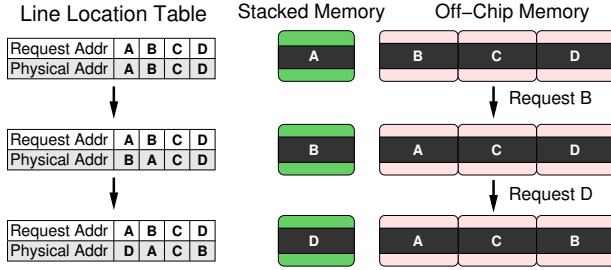 Line Location Table
Stacked Memory
Off-Chip Memory
Request Addr A B C D
Physical Addr A B C D
A
B C D
Request B
Request Addr A B C D
Physical Addr B A C D
B
A C D
Request D
Request Addr A B C D
Physical Addr D A C B
D
A C B